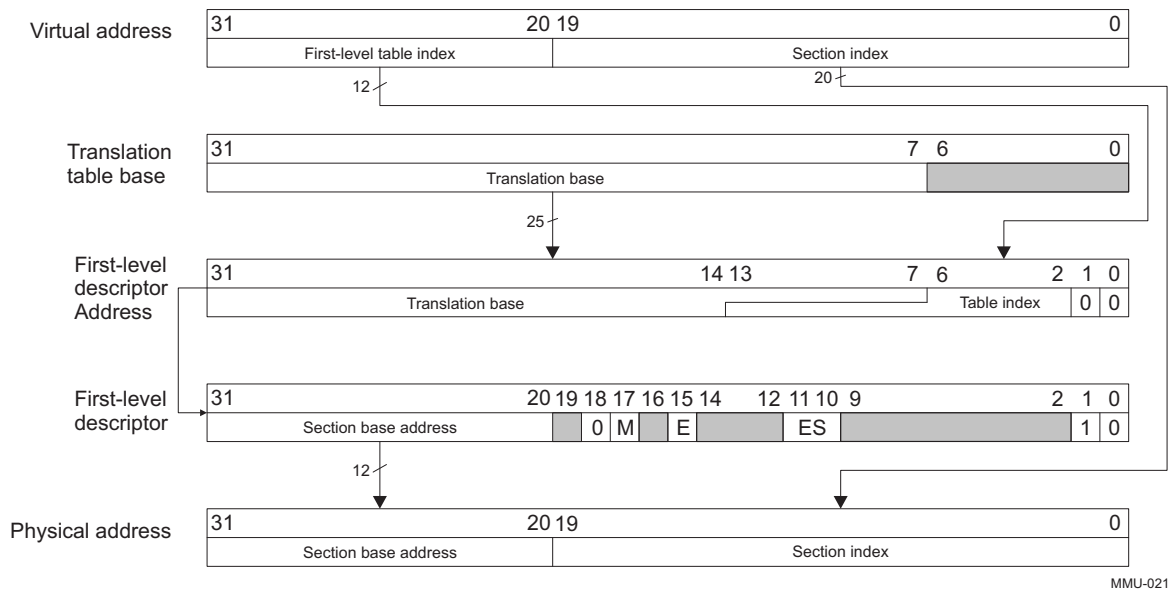 Virtual address
31 20 19 0
First-level table index Section index
12 20
Translation
table base
31 7 6 0
Translation base
25
First-level
descriptor
Address
31 14 13 7 6 2 1 0
Translation base Table index 0 0
First-level
descriptor
31 20 19 18 17 16 15 14 12 11 10 9 2 1 0
Section base address 0 M E ES 1 0
12
Physical address
31 20 19 0
Section base address Section index
MMU-021